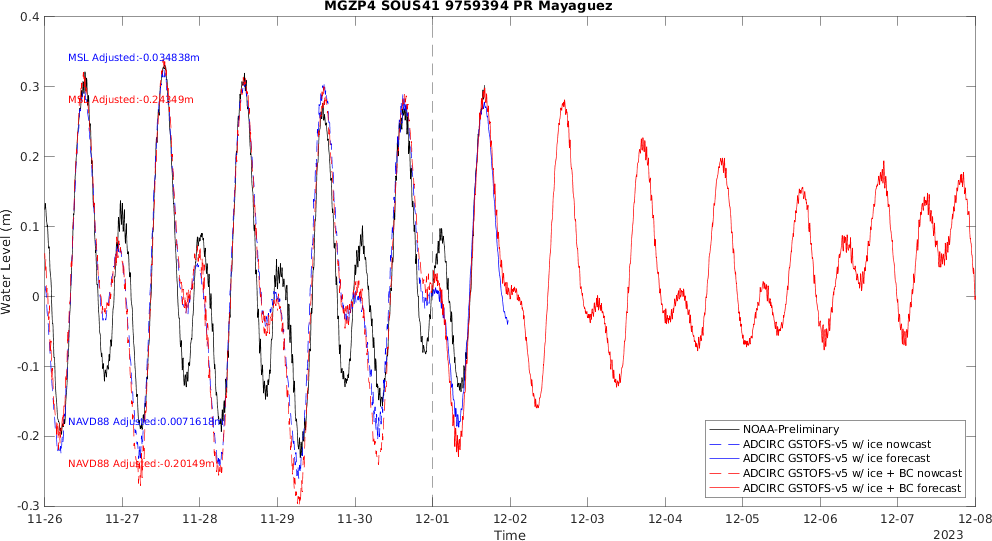 MGZP4 SOUS41 9759394 PR Mayaguez
0.4
0.3
0.2
0.1
0
-0.1
-0.2
-0.3
Water Level (m)
MSL Adjusted:-0.034838m
MSL Adjusted:-0.24349m
NAVD88 Adjusted:0.0071618m
NAVD88 Adjusted:-0.20149m
NOAA-Preliminary
ADCIRC GSTOFS-v5 w/ ice nowcast
ADCIRC GSTOFS-v5 w/ ice forecast
ADCIRC GSTOFS-v5 w/ ice + BC nowcast
ADCIRC GSTOFS-v5 w/ ice + BC forecast
11-26 11-27 11-28 11-29 11-30 12-01 12-02 12-03 12-04 12-05 12-06 12-07 12-08
Time
2023